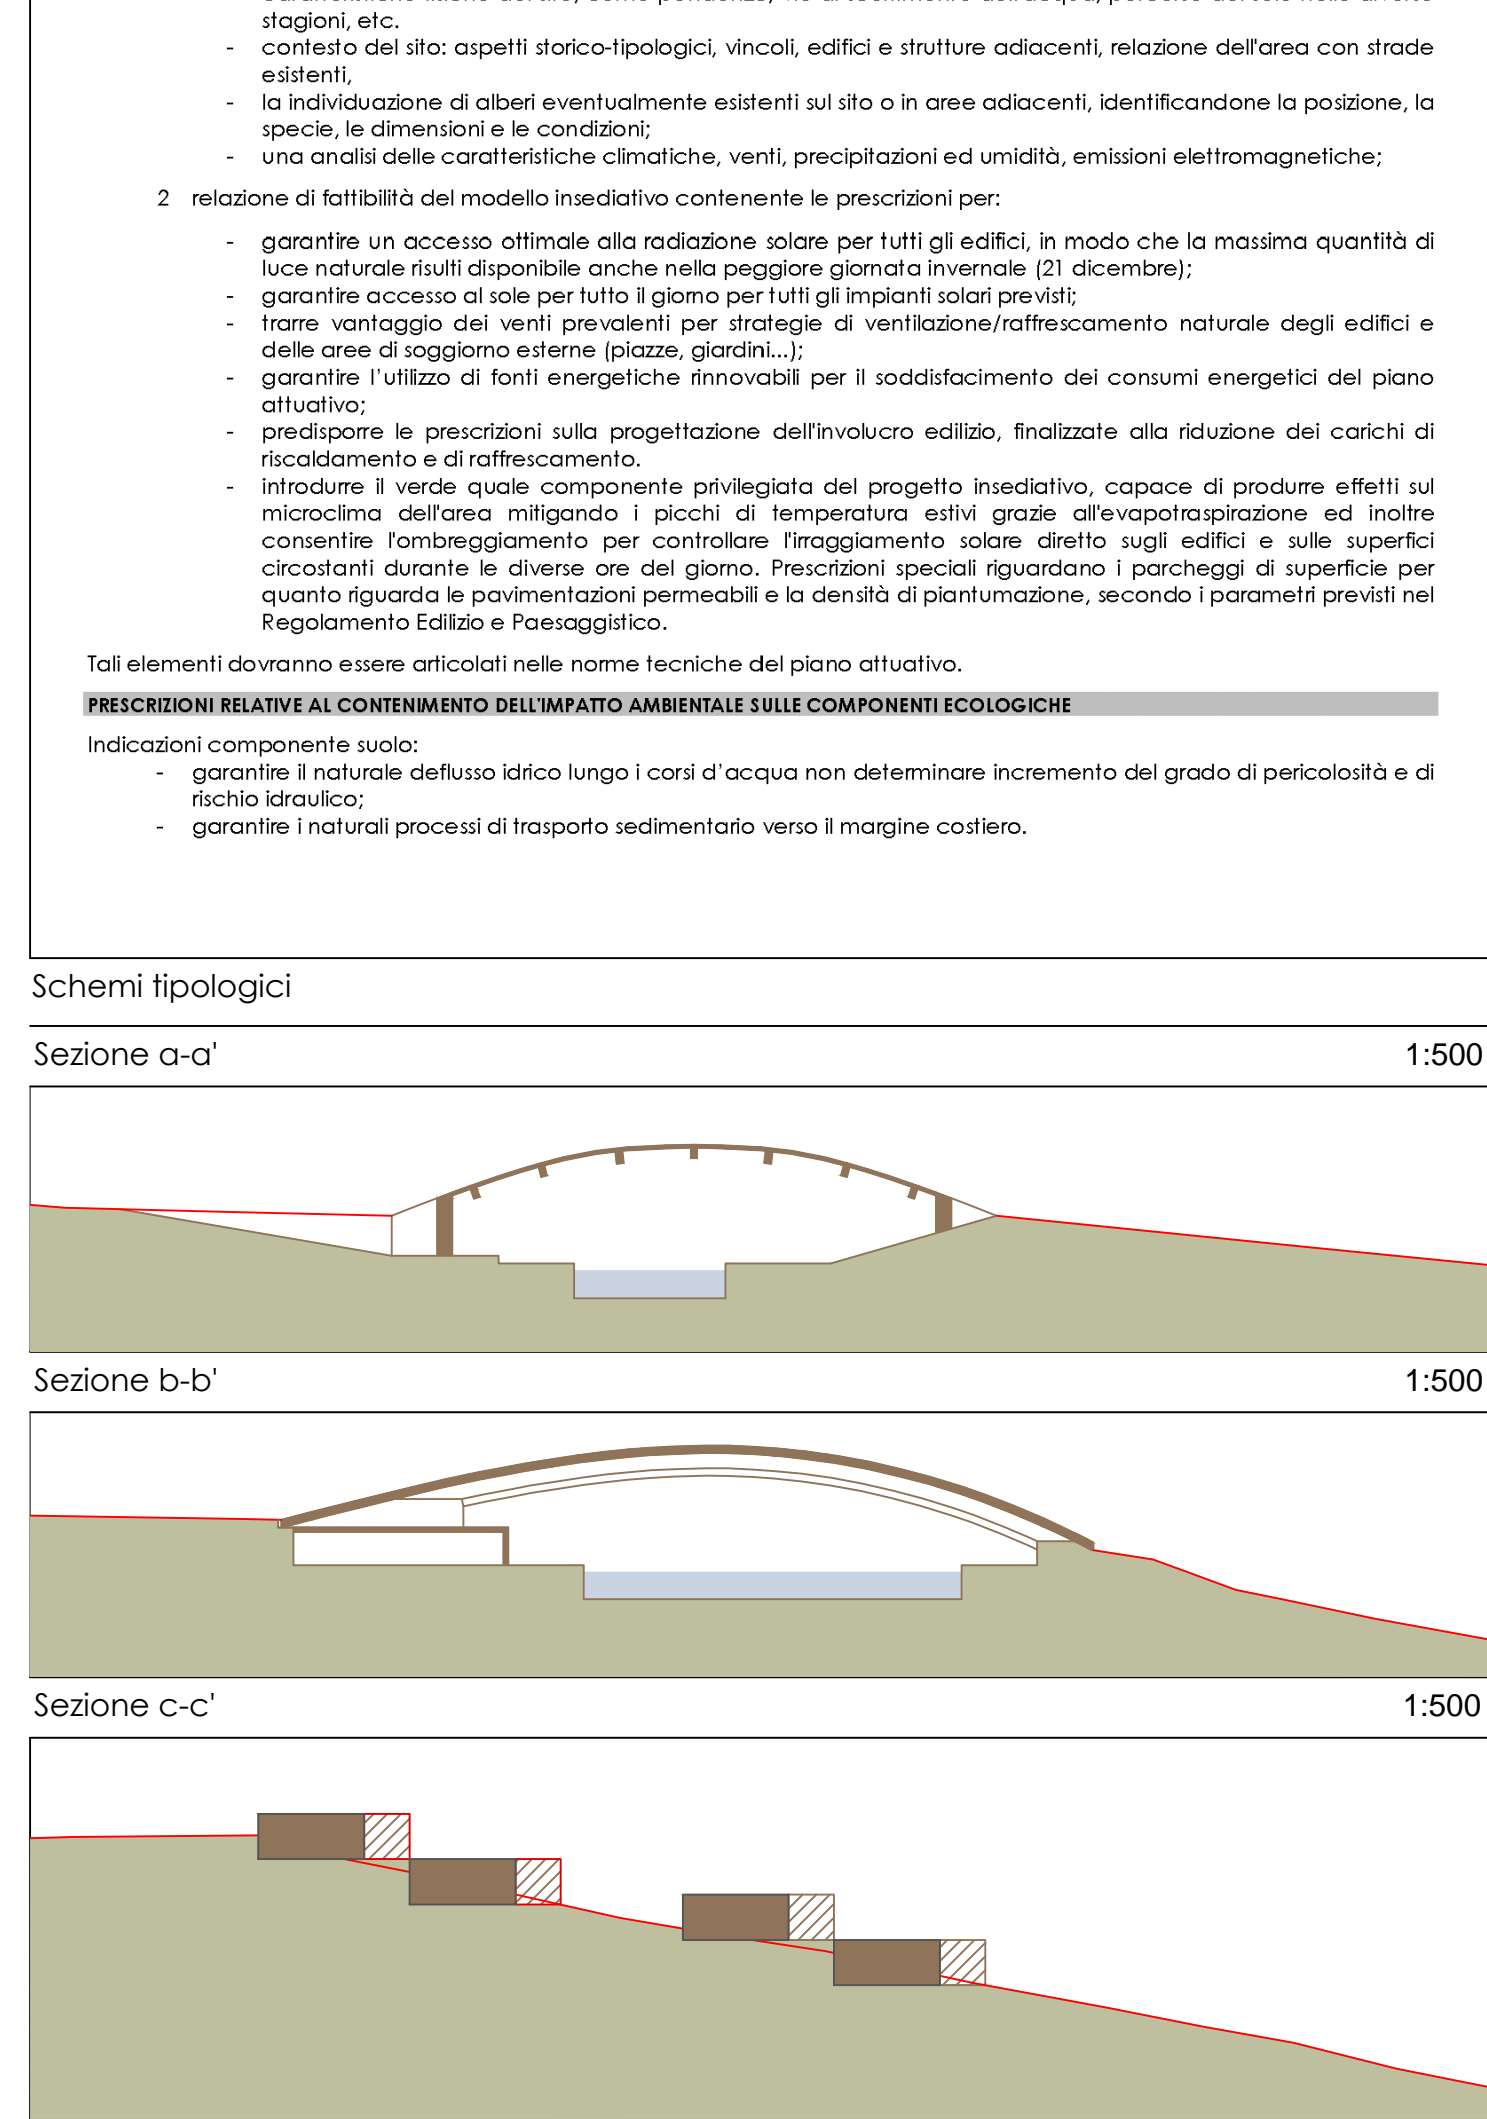 stagioni, etc.
- contesto del sito: aspetti storico-tipologici, vincoli, edifici e strutture adiacenti, relazione dell'area con strade
esistenti,
- la individuazione di alberi eventualmente esistenti sul sito o in aree adiacenti, identificandone la posizione, la
specie, le dimensioni e le condizioni;
- una analisi delle caratteristiche climatiche, venti, precipitazioni ed umidità, emissioni elettromagnetiche;
2 relazione di fattibilità del modello insediativo contenente le prescrizioni per:
- garantire un accesso ottimale alla radiazione solare per tutti gli edifici, in modo che la massima quantità di
luce naturale risulti disponibile anche nella peggiore giornata invernale (21 dicembre);
- garantire accesso al sole per tutto il giorno per tutti gli impianti solari previsti;
- trarre vantaggio dei venti prevalenti per strategie di ventilazione/raffrescamento naturale degli edifici e
delle aree di soggiorno esterne (piazze, giardini...);
- garantire l'utilizzo di fonti energetiche rinnovabili per il soddisfacimento dei consumi energetici del piano
attuativo;
- predisporre le prescrizioni sulla progettazione dell'involucro edilizio, finalizzate alla riduzione dei carichi di
riscaldamento e di raffrescamento.
- introdurre il verde quale componente privilegiata del progetto insediativo, capace di produrre effetti sul
microclima dell'area mitigando i picchi di temperatura estivi grazie all'evapotraspirazione ed inoltre
consentire l'ombreggiamento per controllare l'irraggiamento solare diretto sugli edifici e sulle superfici
circostanti durante le diverse ore del giorno. Prescrizioni speciali riguardano i parcheggi di superficie per
quanto riguarda le pavimentazioni permeabili e la densità di piantumazione, secondo i parametri previsti nel
Regolamento Edilizio e Paesaggistico.
Tali elementi dovranno essere articolati nelle norme tecniche del piano attuativo.
PRESCRIZIONI RELATIVE AL CONTENIMENTO DELL'IMPATTO AMBIENTALE SULLE COMPONENTI ECOLOGICHE
Indicazioni componente suolo:
- garantire il naturale deflusso idrico lungo i corsi d'acqua non determinare incremento del grado di pericolosità e di
rischio idraulico;
- garantire i naturali processi di trasporto sedimentario verso il margine costiero.
Schemi tipologici
Sezione a-a' 1:500
Sezione b-b' 1:500
Sezione c-c' 1:500